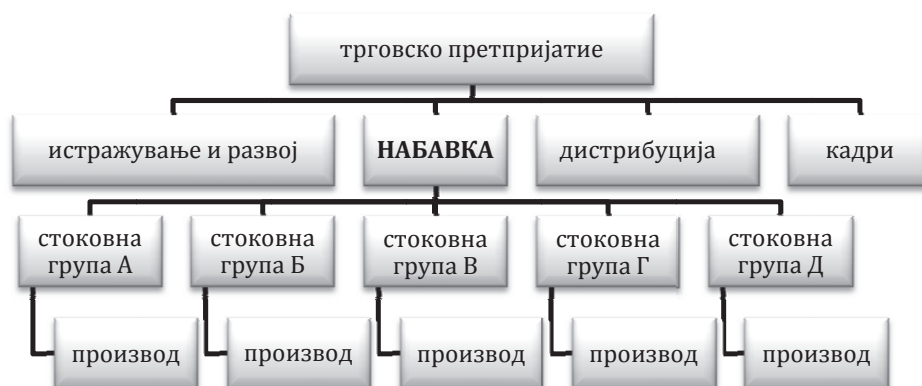 трговско претпријатие
истражување и развој
НАБАВКА
дистрибуција
кадри
стоковна
група А
стоковна
група Б
стоковна
група В
стоковна
група Г
стоковна
група Д
производ
производ
производ
производ
производ